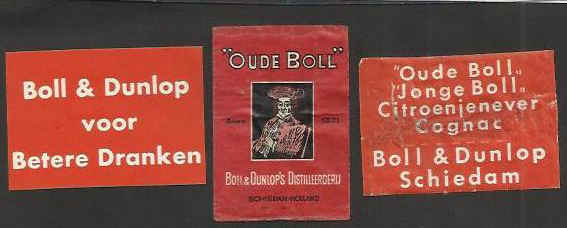 Boll & Dunlop
voor
Betere Dranken
"OUDE BOLL"
BOLL & DUNLOP'S DISTILLEERDERIJ
SCHIEDAM-HOLLAND
"Oude Boll"
"Jonge Boll"
Citroenjenever
Cognac
Boll & Dunlop
Schiedam